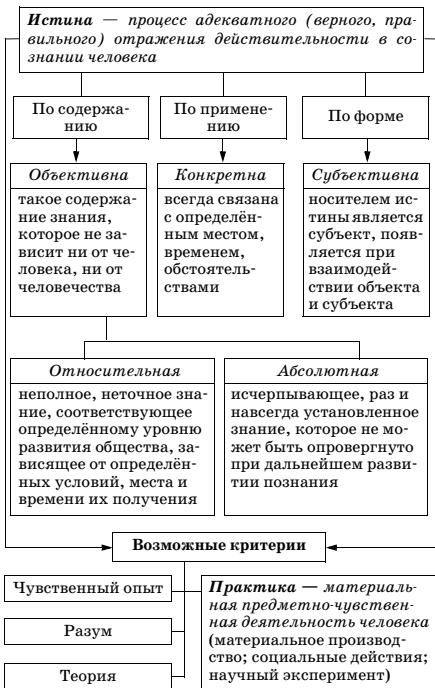 Истина — процесс адекватного (верного, пра-
вильного) отражения действительности в со-
знании человека
По содержа-
нию
По примене-
нию
По форме
Объективна
такое содержа-
ние знания,
которое не за-
висит ни от че-
ловека, ни от
человечества
Конкретна
всегда связана
с определён-
ным местом,
временем,
обстоятель-
ствами
Субъективна
носителем ис-
тины является
субъект, появ-
ляется при
взаимодей-
ствии объекта
и субъекта
Относительная
неполное, неточное зна-
ние, соответствующее
определённому уровню
развития общества, за-
висящее от определён-
ных условий, места и
времени их получения
Абсолютная
исчерпывающее, раз и
навсегда установленное
знание, которое не мо-
жет быть опровергнуто
при дальнейшем разви-
тии познания
Возможные критерии
Чувственный опыт
Разум
Теория
Практика — материаль-
ная предметно-чувствен-
ная деятельность человека
(материальное производ-
ство; социальные действия;
научный эксперимент)